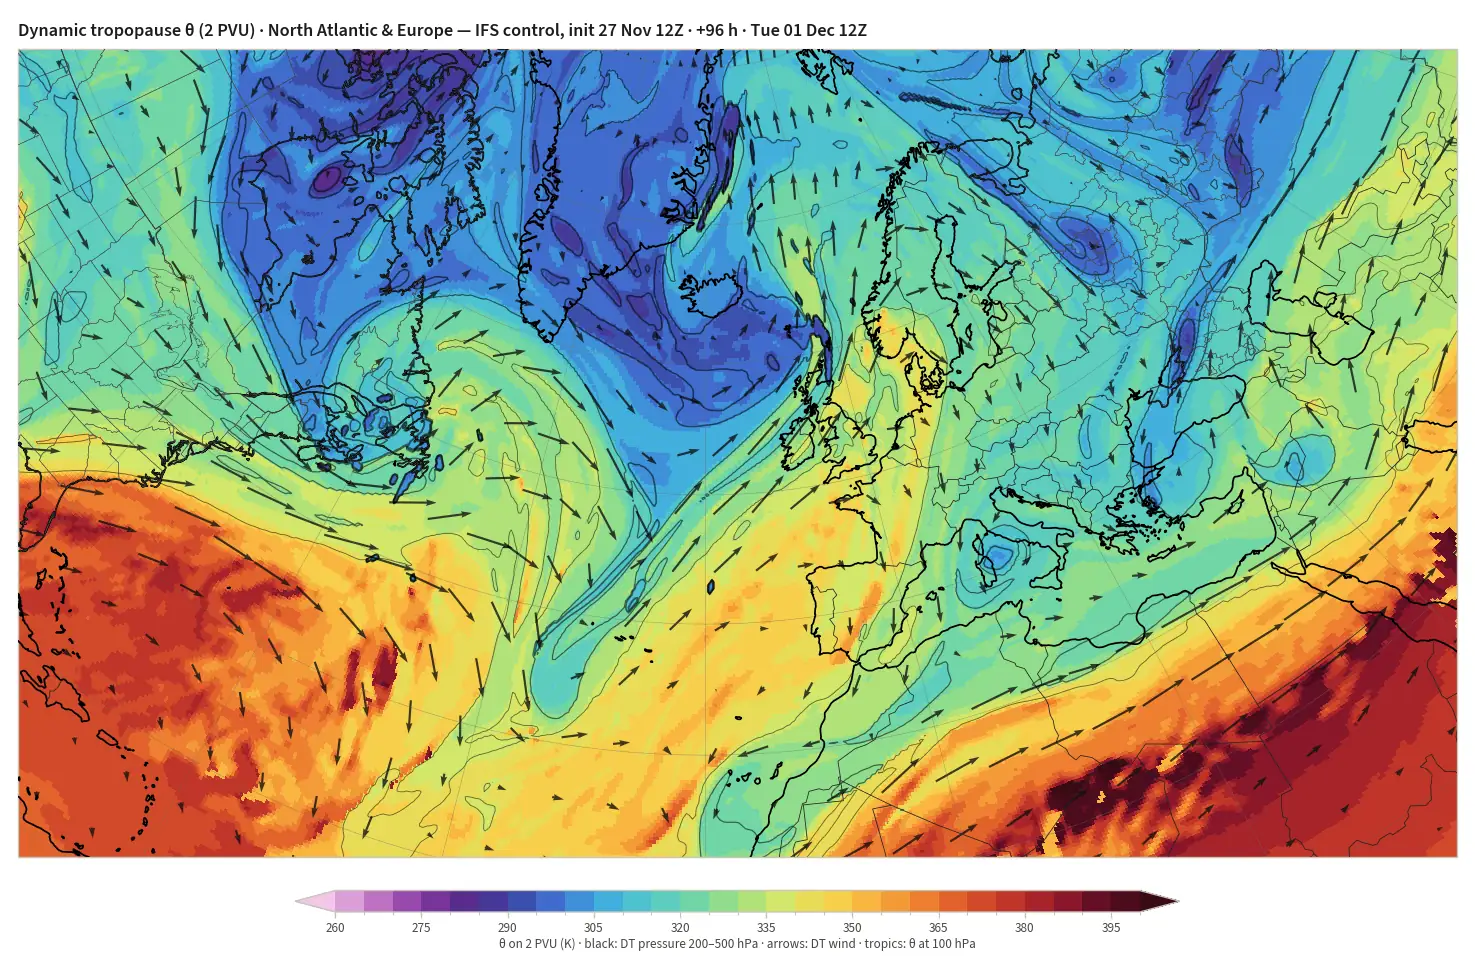 Dynamic tropopause θ (2 PVU) · North Atlantic & Europe — IFS control, init 27 Nov 12Z · +96 h · Tue 01 Dec 12Z
260 275 290 305 320 335 350 365 380 395
θ on 2 PVU (K) · black: DT pressure 200–500 hPa · arrows: DT wind · tropics: θ at 100 hPa